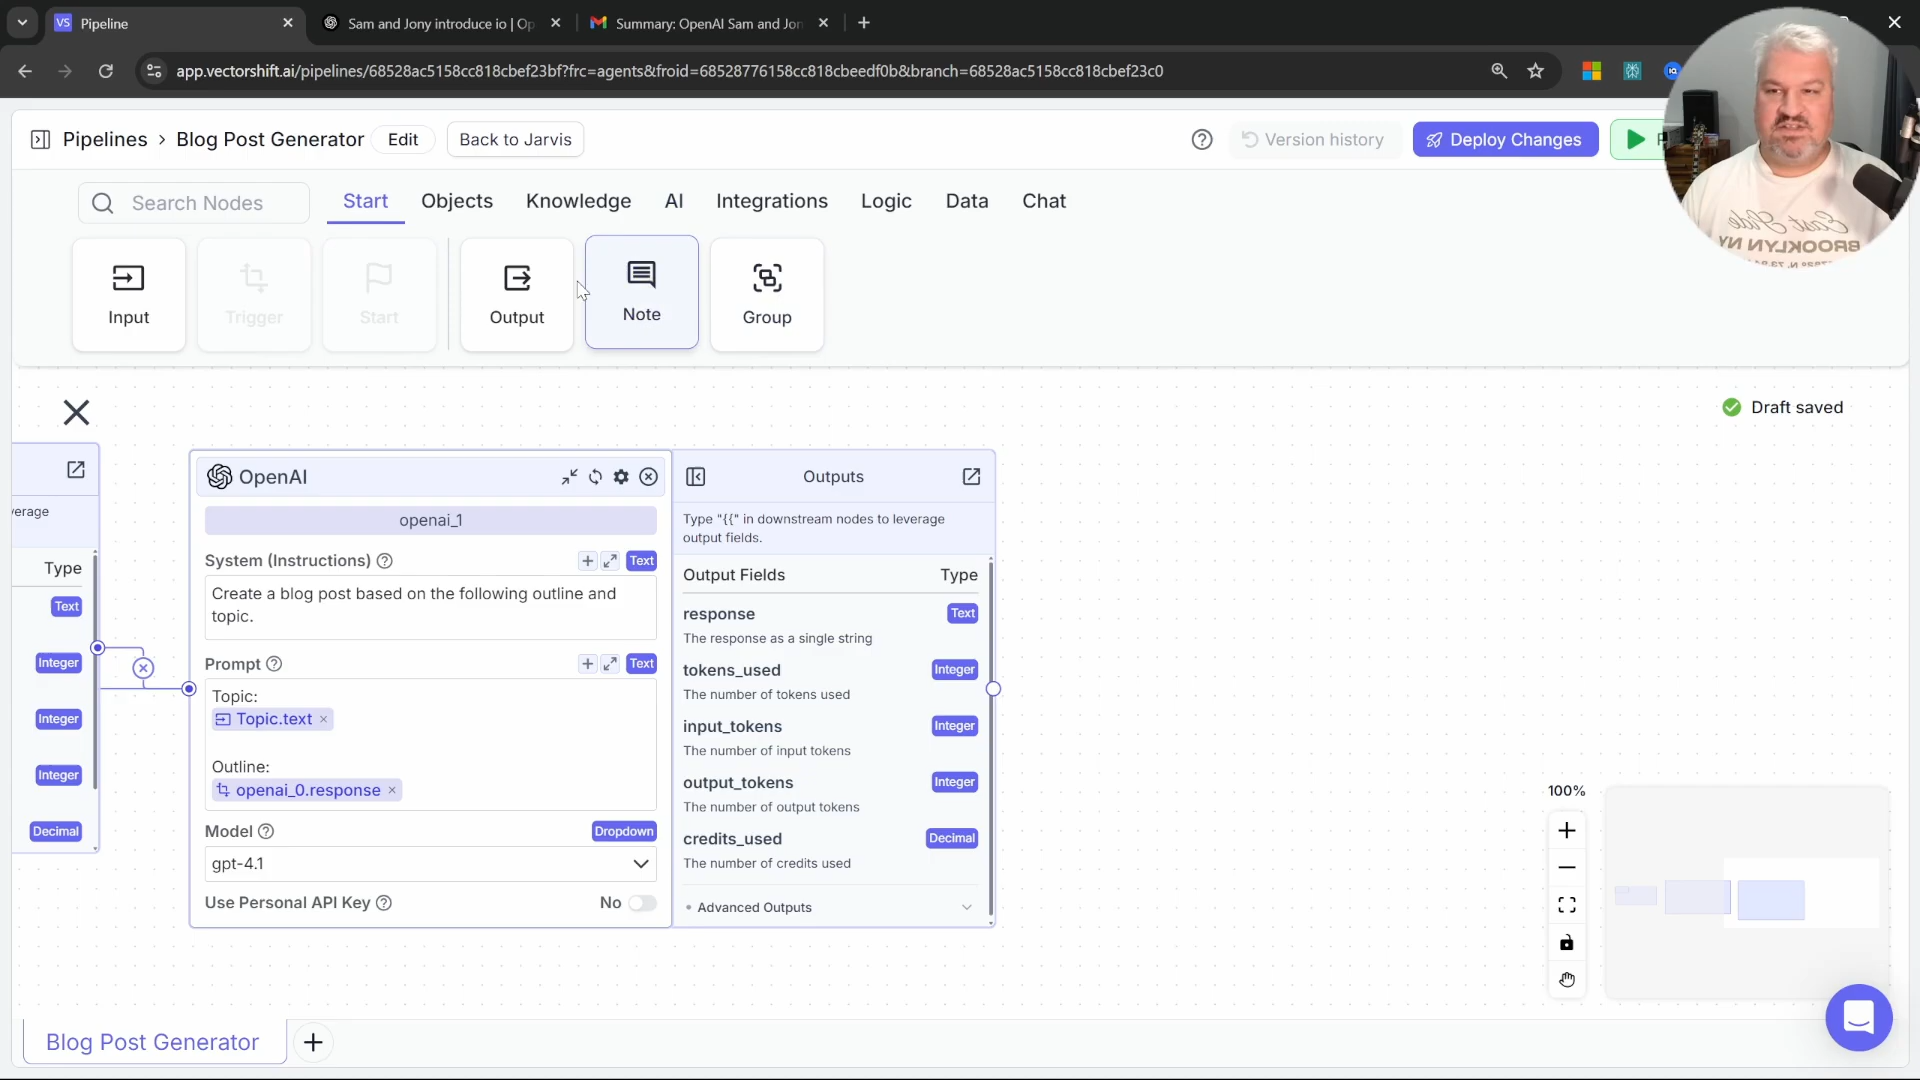 VS Pipeline
Sam and Jony introduce io | Op
Summary: OpenAI Sam and Jon
app.vectorshift.ai/pipelines/68528ac5158cc818cbef23bf?frc=agents&froid=68528776158cc818cbeedf0b&branch=68528ac5158cc818cbef23c0
Pipelines > Blog Post Generator Edit Back to Jarvis
Version history
Deploy Changes
Search Nodes
Start Objects Knowledge AI Integrations Logic Data Chat
Input Trigger Start Output Note Group
East Side
BROOKLYN NY
Draft saved
verage
Type
Text
Integer
Integer
Integer
Decimal
OpenAI
openai_1
System (Instructions) Text
Create a blog post based on the following outline and
topic.
Prompt Text
Topic:
Topic.text
Outline:
openai_0.response
Model Dropdown
gpt-4.1
Use Personal API Key No
Outputs
Type "{{" in downstream nodes to leverage
output fields.
Output Fields Type
response Text
The response as a single string
tokens_used Integer
The number of tokens used
input_tokens Integer
The number of input tokens
output_tokens Integer
The number of output tokens
credits_used Decimal
The number of credits used
Advanced Outputs
100%
Blog Post Generator